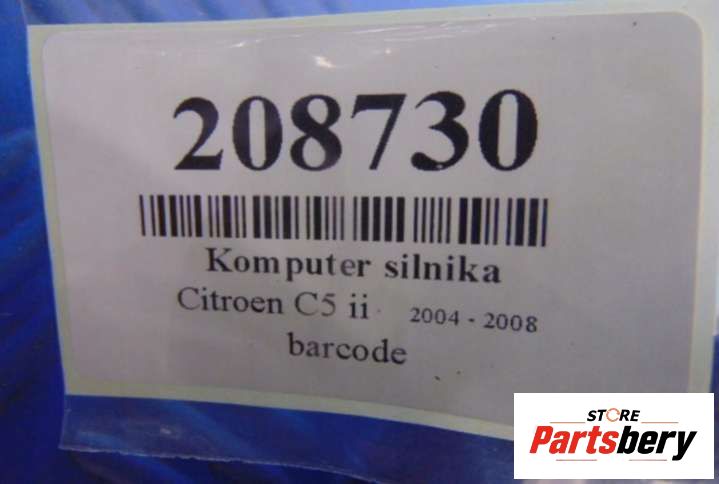 208730
Komputer silnika
Citroen C5 ii 2004 - 2008
barcode
STORE
Partsbery